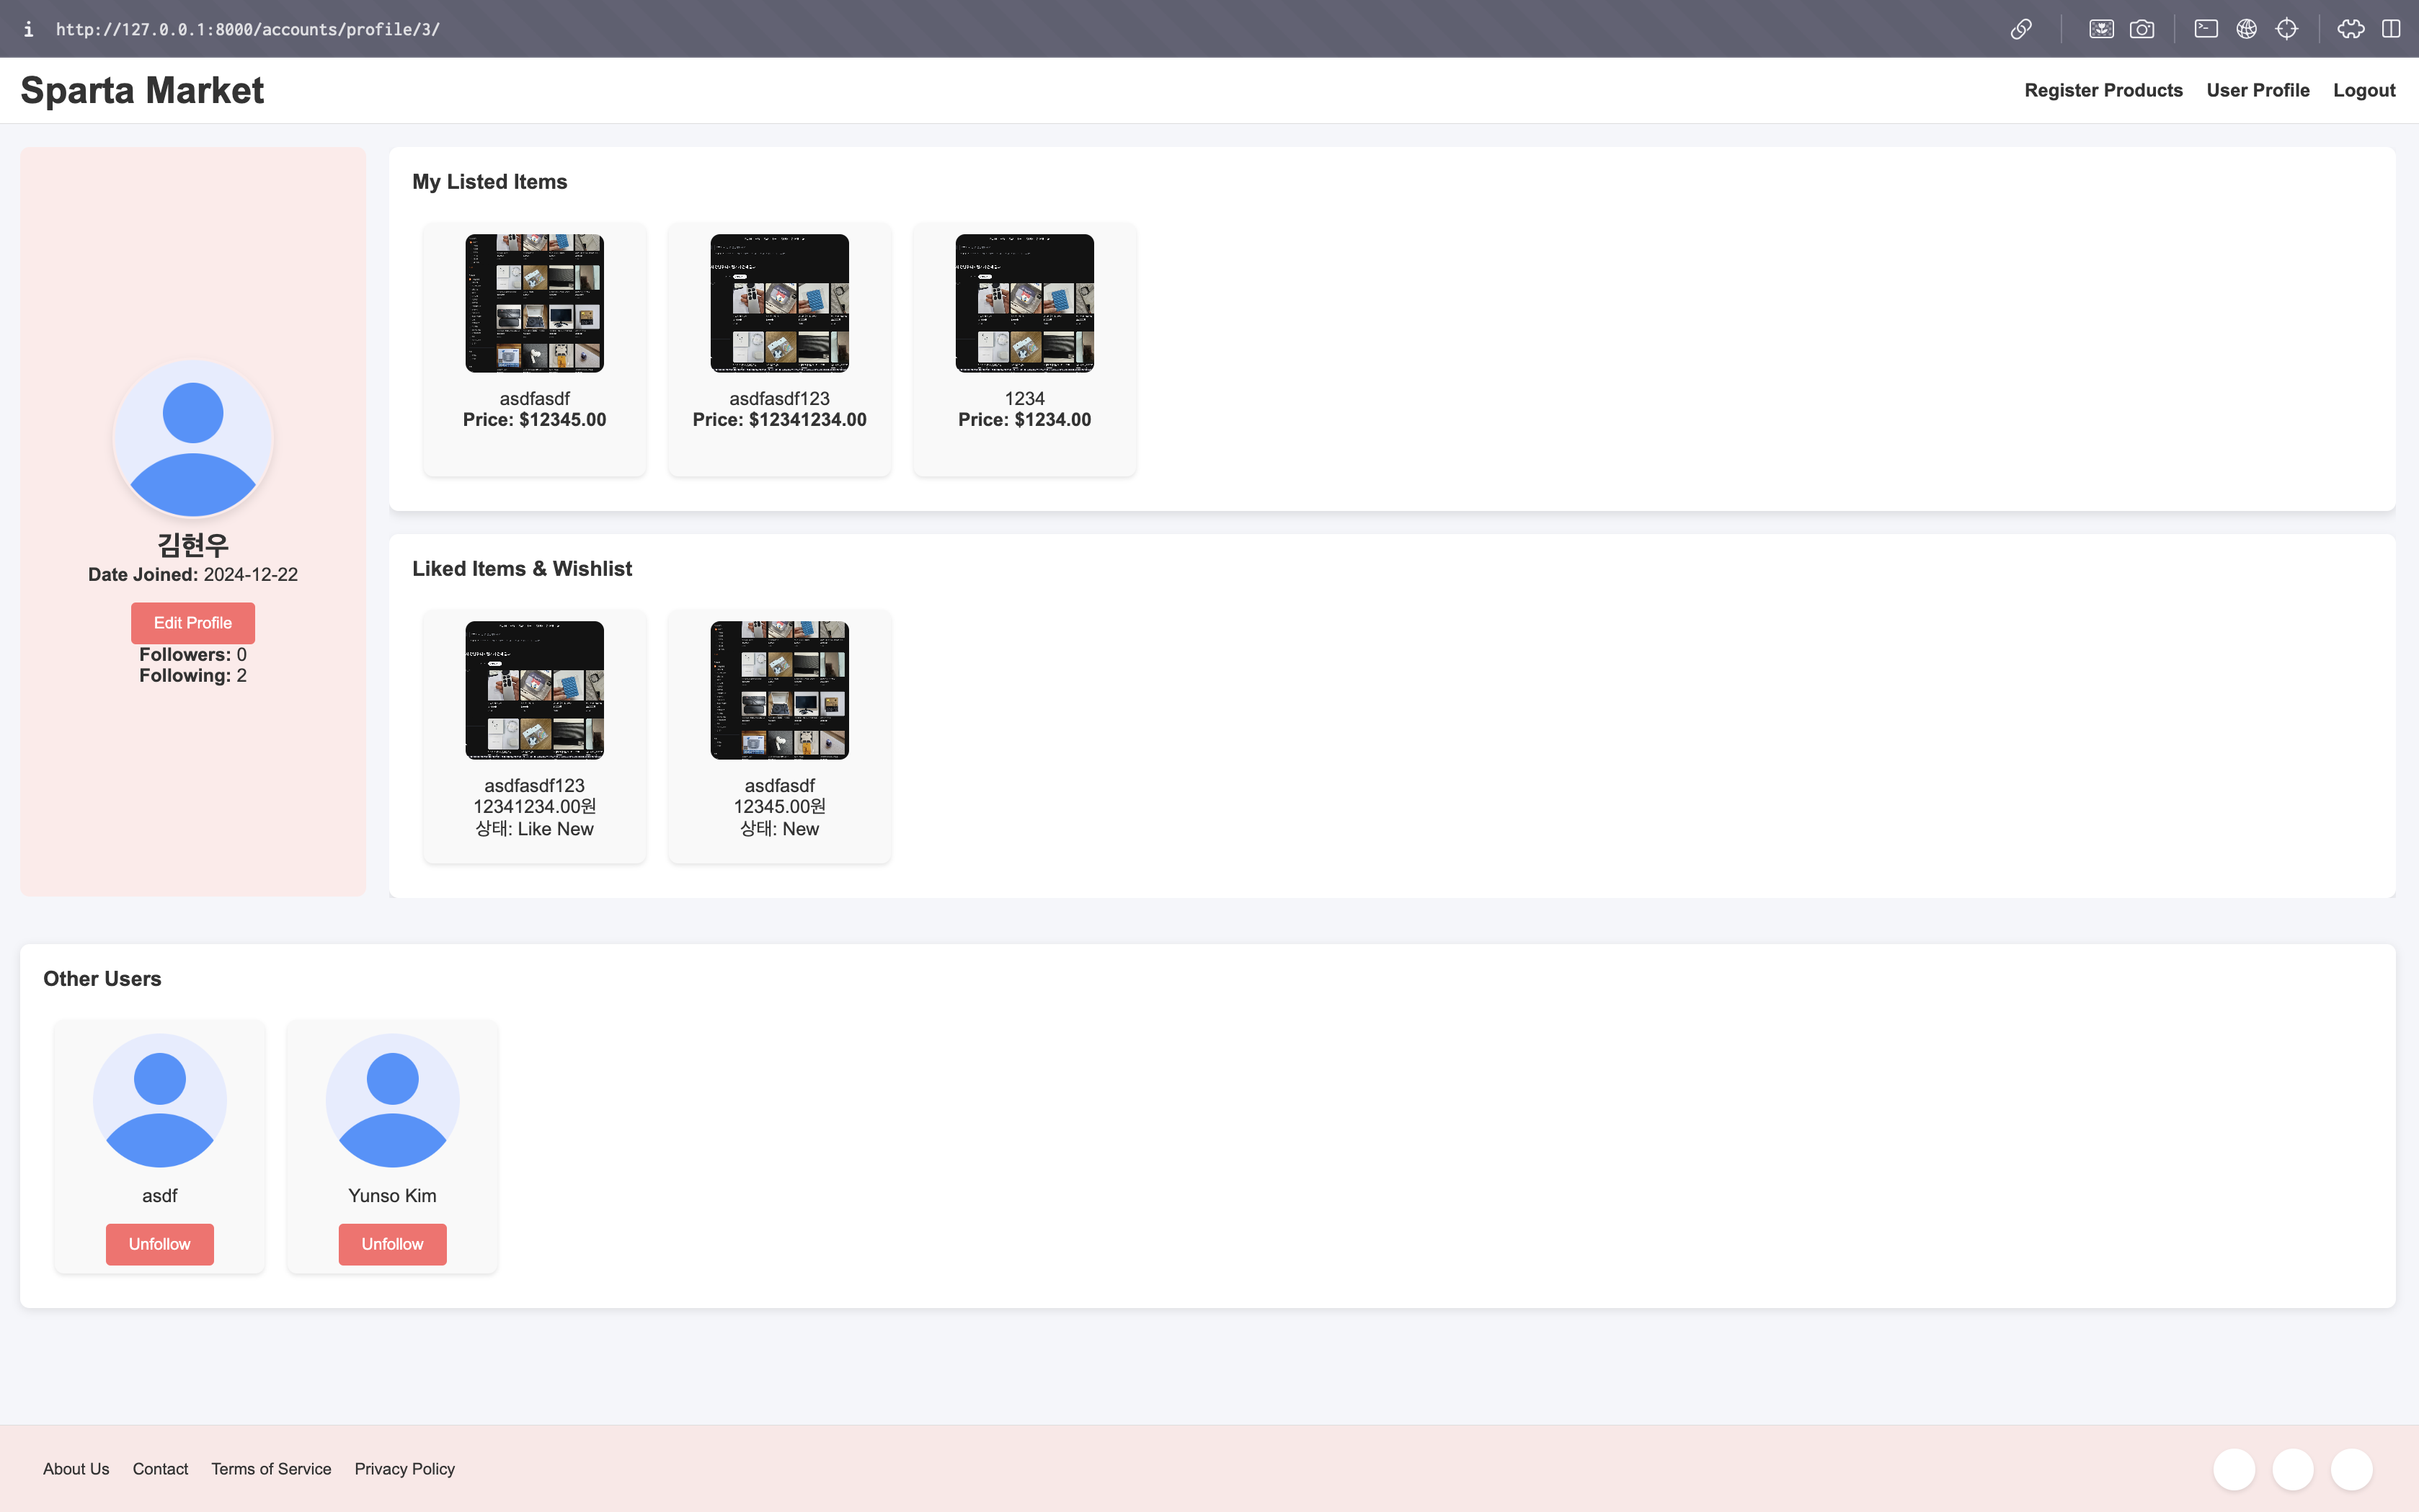 http://127.0.0.1:8000/accounts/profile/3/
Sparta Market
Register Products
User Profile
Logout
김현우
Date Joined: 2024-12-22
Edit Profile
Followers: 0
Following: 2
My Listed Items
asdfasdf
Price: $12345.00
asdfasdf123
Price: $12341234.00
1234
Price: $1234.00
Liked Items & Wishlist
asdfasdf123
12341234.00원
상태: Like New
asdfasdf
12345.00원
상태: New
Other Users
asdf
Unfollow
Yunso Kim
Unfollow
About Us
Contact
Terms of Service
Privacy Policy